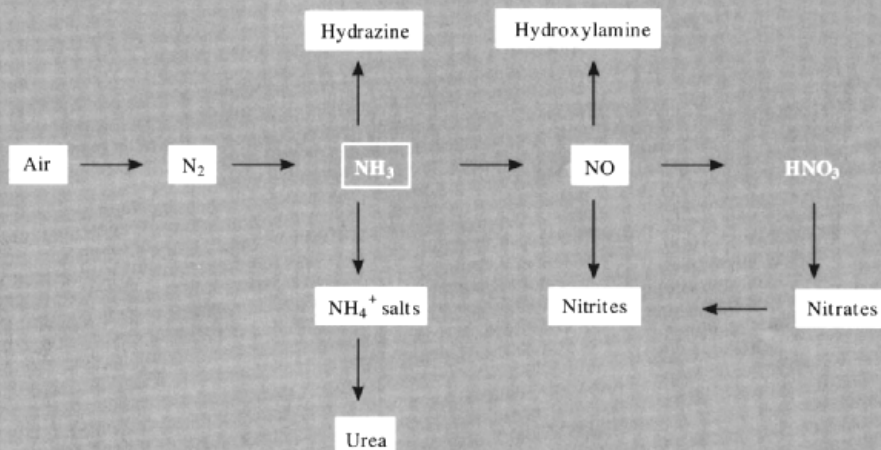 Hydrazine
Hydroxylamine
Air
N₂
NH₃
NO
HNO₃
NH₄⁺ salts
Nitrites
Nitrates
Urea